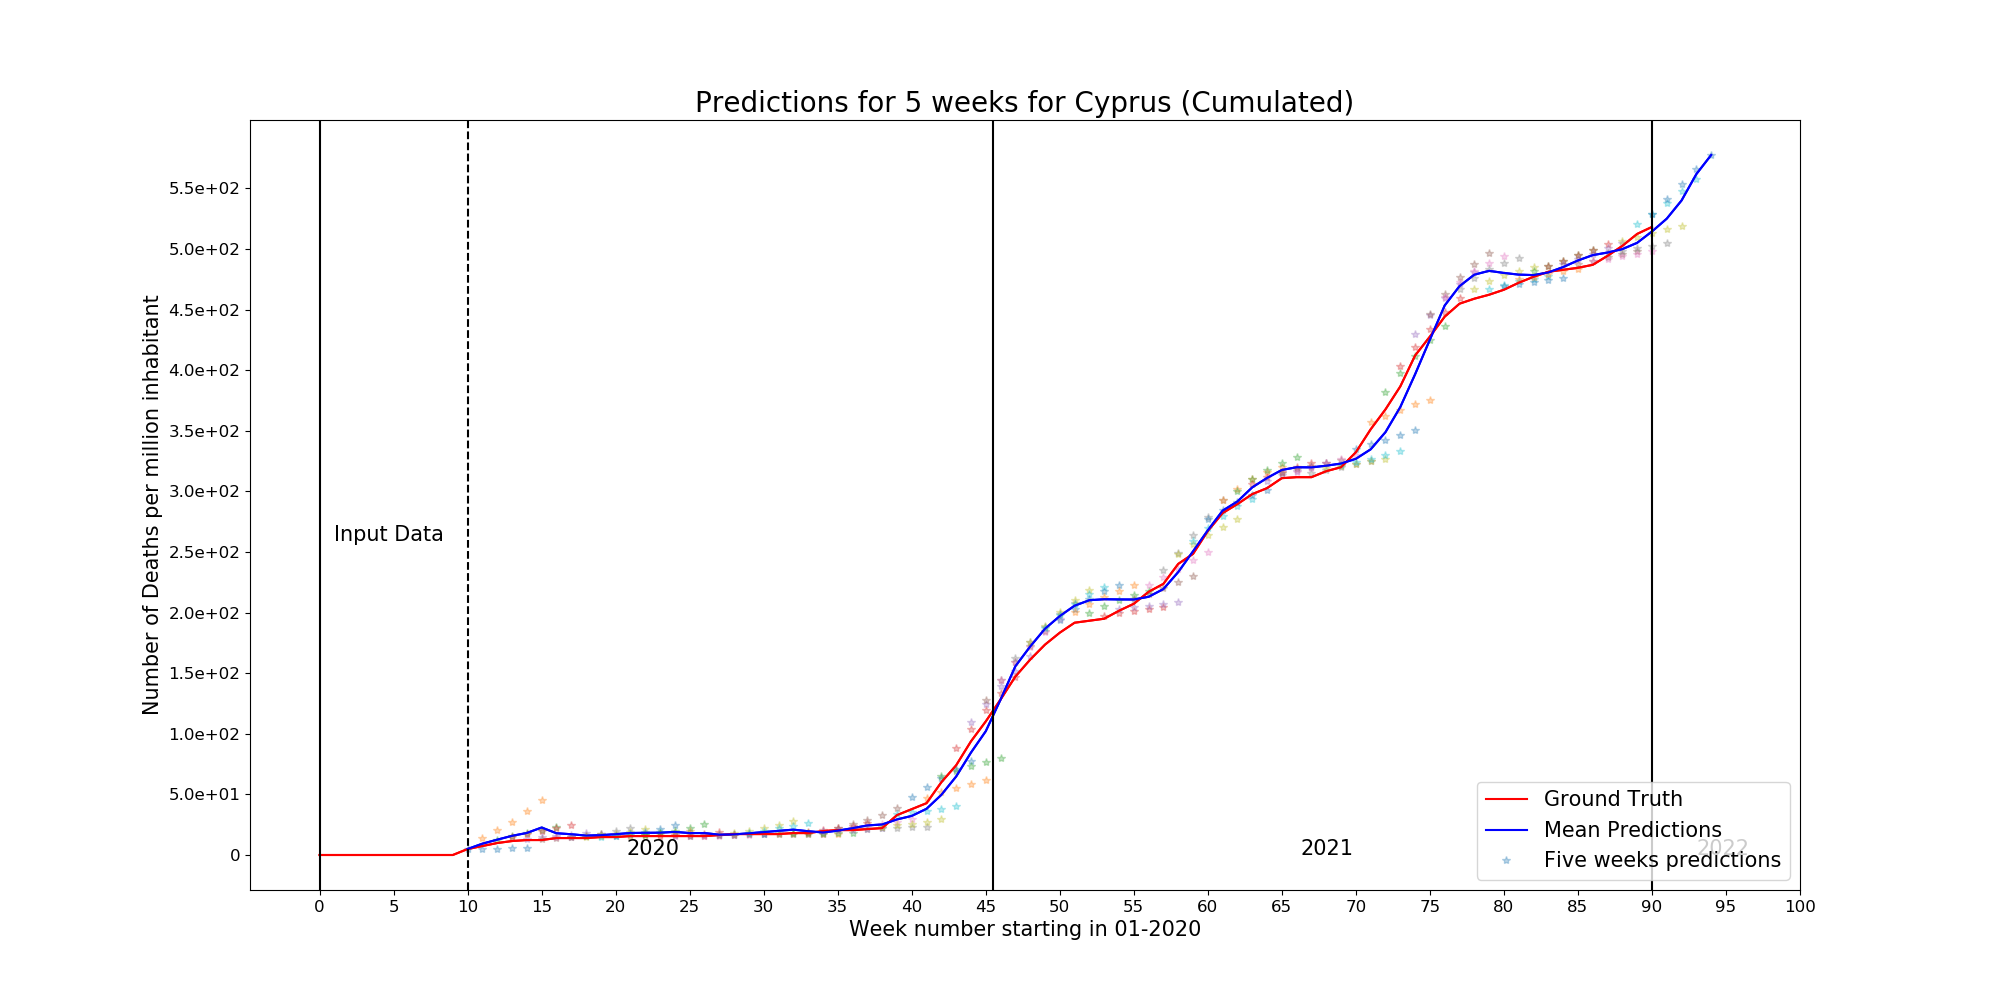 Predictions for 5 weeks for Cyprus (Cumulated)
Number of Deaths per million inhabitant
5.5e+02
5.0e+02
4.5e+02
4.0e+02
3.5e+02
3.0e+02
2.5e+02
2.0e+02
1.5e+02
1.0e+02
5.0e+01
0
Input Data
2020
2021
2022
Ground Truth
Mean Predictions
Five weeks predictions
0 5 10 15 20 25 30 35 40 45 50 55 60 65 70 75 80 85 90 95 100
Week number starting in 01-2020